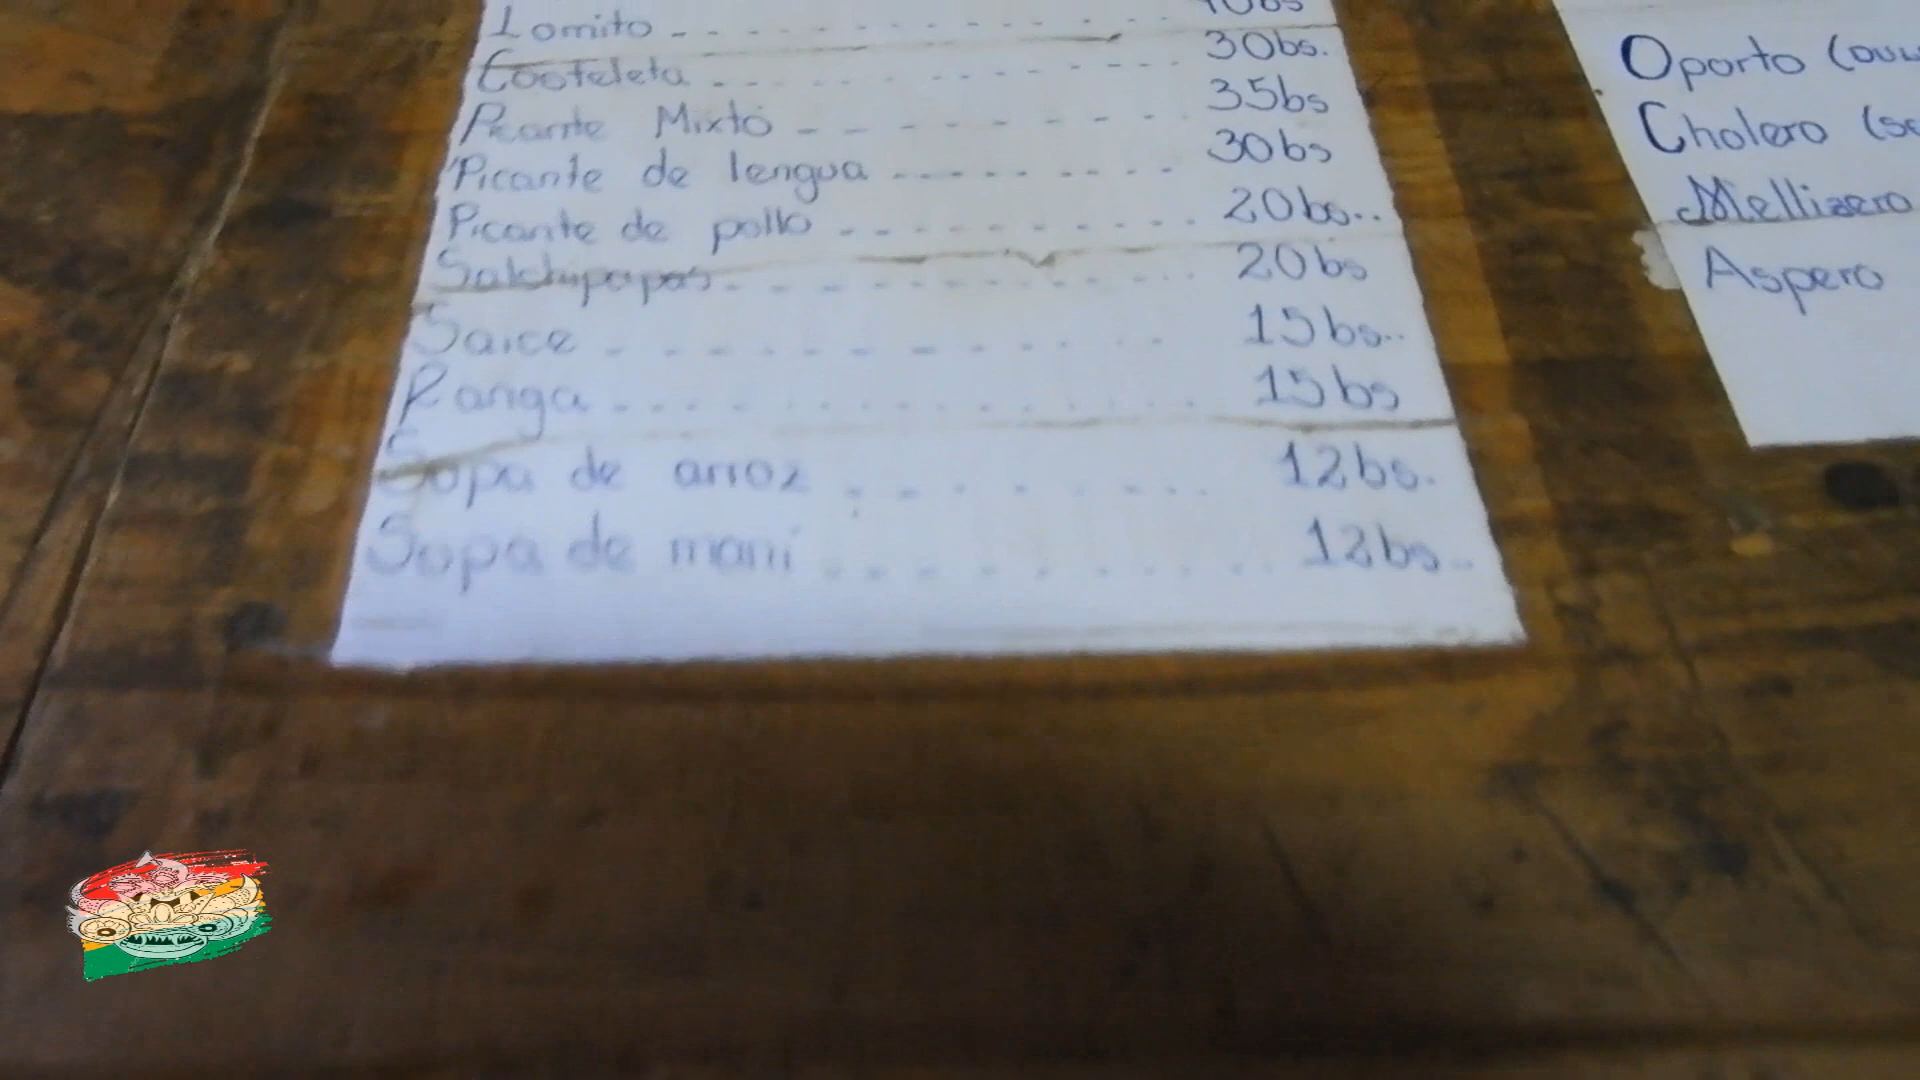 Lomito - - - - - - - - - - -
Costeleta - - - - - - - - - - 30bs.
Picante Mixto - - - - - - - - 35bs
Picante de lengua - - - - - - - - 30bs
Picante de pollo - - - - - - - - 20bs..
Salchipapas - - - - - - - - - - 20bs
Saice - - - - - - - - - - - - 15bs..
Ranga - - - - - - - - - - - - 15bs
Sopa de arroz - - - - - - - - 12bs.
Sopa de mani - - - - - - - - 12bs..
Oporto
Cholero
Mellizero
Aspero